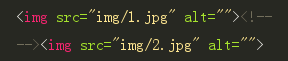 <img src="img/1.jpg" alt=""><!--
--><img src="img/2.jpg" alt="">